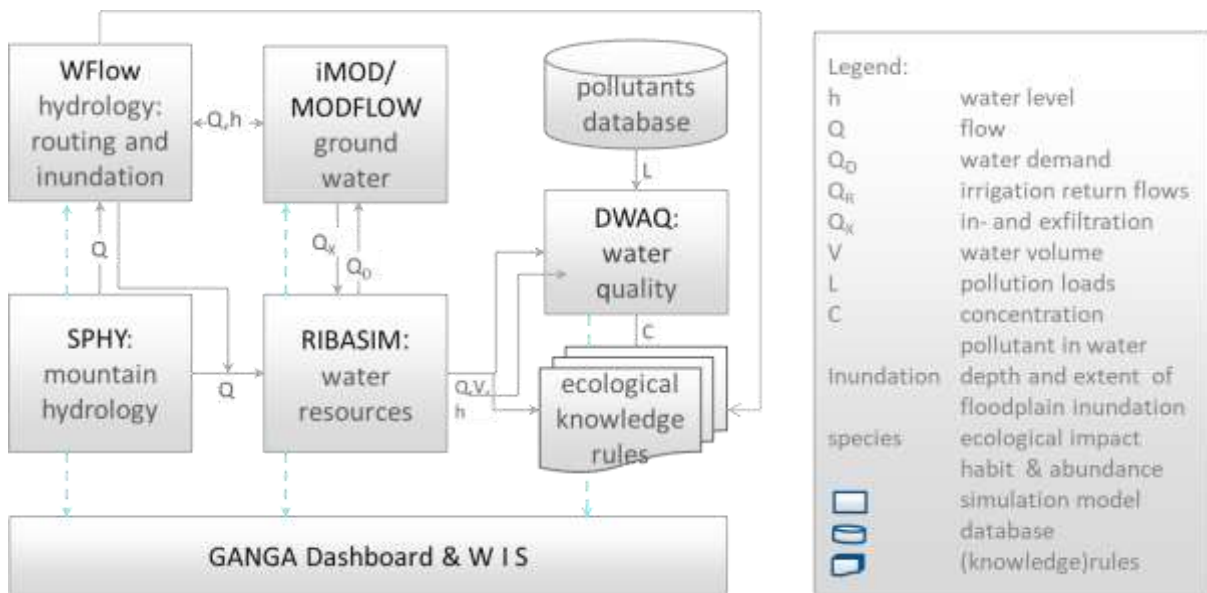 WFlow
hydrology:
routing and
inundation
Q,h
iMOD/
MODFLOW
ground
water
pollutants
database
L
Q
Qx
QD
DWAQ:
water
quality
C
SPHY:
mountain
hydrology
Q
RIBASIM:
water
resources
Q,V,
h
ecological
knowledge
rules
GANGA Dashboard & W I S
Legend:
h water level
Q flow
QD water demand
QR irrigation return flows
QX in- and exfiltration
V water volume
L pollution loads
C concentration
pollutant in water
Inundation depth and extent of
floodplain inundation
species ecological impact
habit & abundance
simulation model
database
(knowledge)rules